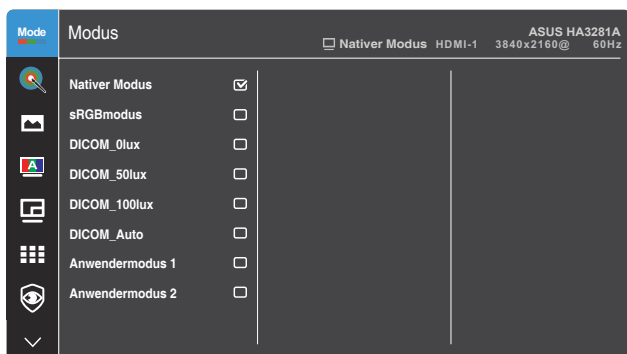 Mode
Modus
Nativer Modus HDMI-1
ASUS HA3281A
3840x2160@ 60Hz
Nativer Modus
sRGBmodus
DICOM_0lux
A
DICOM_50lux
DICOM_100lux
DICOM_Auto
Anwendermodus 1
Anwendermodus 2